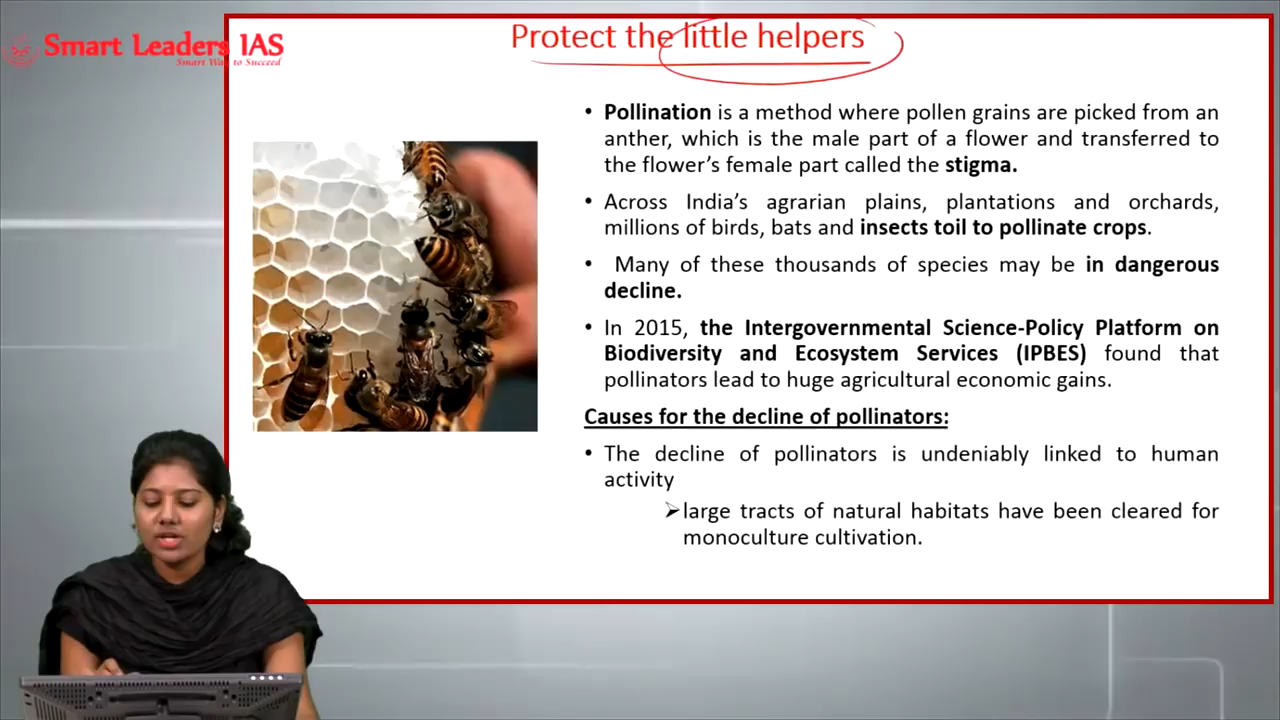 Smart Leaders IAS
Smart Way to Succeed
Protect the little helpers
• Pollination is a method where pollen grains are picked from an
anther, which is the male part of a flower and transferred to
the flower’s female part called the stigma.
• Across India’s agrarian plains, plantations and orchards,
millions of birds, bats and insects toil to pollinate crops.
• Many of these thousands of species may be in dangerous
decline.
• In 2015, the Intergovernmental Science-Policy Platform on
Biodiversity and Ecosystem Services (IPBES) found that
pollinators lead to huge agricultural economic gains.
Causes for the decline of pollinators:
• The decline of pollinators is undeniably linked to human
activity
➢large tracts of natural habitats have been cleared for
monoculture cultivation.